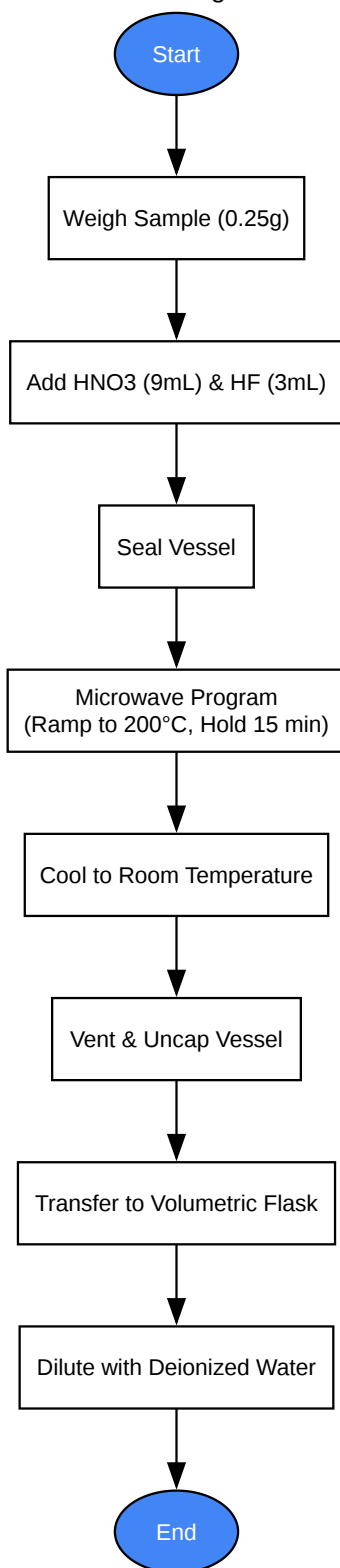 Start
Weigh Sample (0.25g)
Add HNO3 (9mL) & HF (3mL)
Seal Vessel
Microwave Program
(Ramp to 200°C, Hold 15 min)
Cool to Room Temperature
Vent & Uncap Vessel
Transfer to Volumetric Flask
Dilute with Deionized Water
End